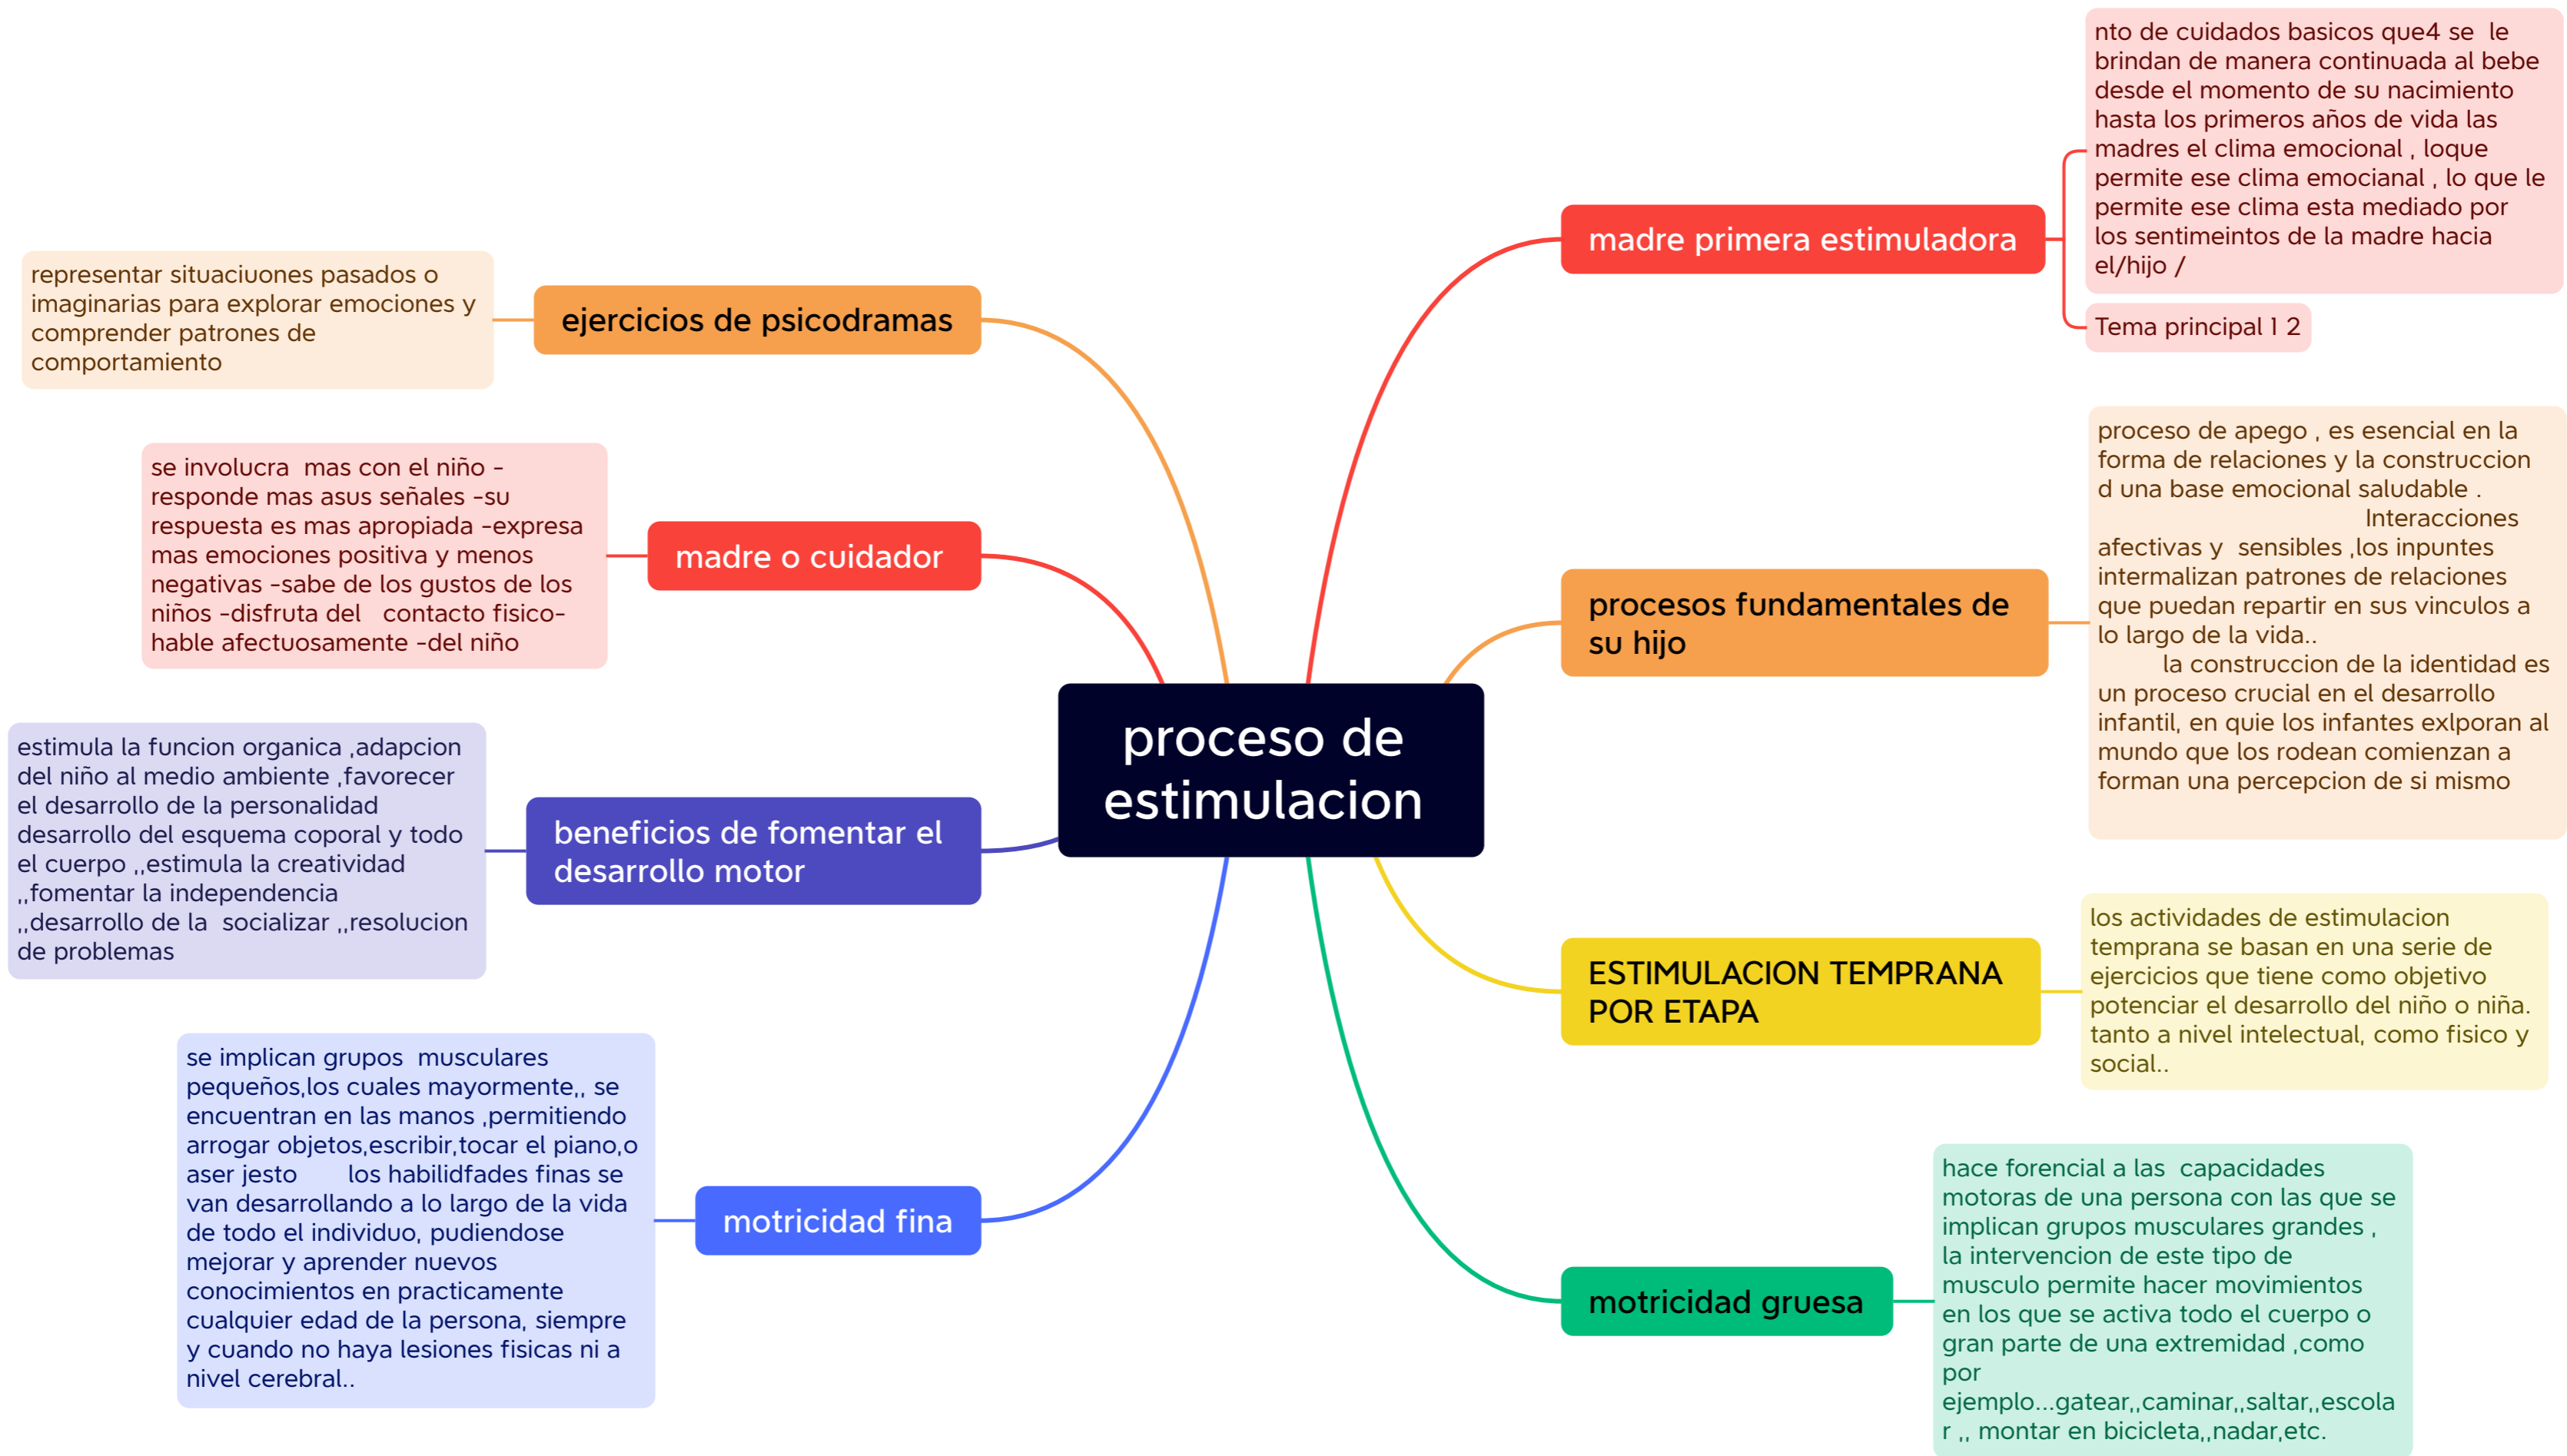 proceso de
estimulacion
madre primera estimuladora
nto de cuidados basicos que4 se  le
brindan de manera continuada al bebe
desde el momento de su nacimiento
hasta los primeros años de vida las
madres el clima emocional , loque
permite ese clima emocianal , lo que le
permite ese clima esta mediado por
los sentimeintos de la madre hacia
el/hijo /
Tema principal 1 2
procesos fundamentales de
su hijo
proceso de apego , es esencial en la
forma de relaciones y la construccion
d una base emocional saludable .
Interacciones
afectivas y  sensibles ,los inpuntes
intermalizan patrones de relaciones
que puedan repartir en sus vinculos a
lo largo de la vida..
la construccion de la identidad es
un proceso crucial en el desarrollo
infantil, en quie los infantes exlporan al
mundo que los rodean comienzan a
forman una percepcion de si mismo
ESTIMULACION TEMPRANA
POR ETAPA
los actividades de estimulacion
temprana se basan en una serie de
ejercicios que tiene como objetivo
potenciar el desarrollo del niño o niña.
tanto a nivel intelectual, como fisico y
social..
motricidad gruesa
hace forencial a las  capacidades
motoras de una persona con las que se
implican grupos musculares grandes ,
la intervencion de este tipo de
musculo permite hacer movimientos
en los que se activa todo el cuerpo o
gran parte de una extremidad ,como
por
ejemplo...gatear,,caminar,,saltar,,escola
r ,, montar en bicicleta,,nadar,etc.
ejercicios de psicodramas
representar situaciuones pasados o
imaginarias para explorar emociones y
comprender patrones de
comportamiento
madre o cuidador
se involucra  mas con el niño -
responde mas asus señales -su
respuesta es mas apropiada -expresa
mas emociones positiva y menos
negativas -sabe de los gustos de los
niños -disfruta del   contacto fisico-
hable afectuosamente -del niño
beneficios de fomentar el
desarrollo motor
estimula la funcion organica ,adapcion
del niño al medio ambiente ,favorecer
el desarrollo de la personalidad
desarrollo del esquema coporal y todo
el cuerpo ,,estimula la creatividad
,,fomentar la independencia
,,desarrollo de la  socializar ,,resolucion
de problemas
motricidad fina
se implican grupos  musculares
pequeños,los cuales mayormente,, se
encuentran en las manos ,permitiendo
arrogar objetos,escribir,tocar el piano,o
aser jesto       los habilidfades finas se
van desarrollando a lo largo de la vida
de todo el individuo, pudiendose
mejorar y aprender nuevos
conocimientos en practicamente
cualquier edad de la persona, siempre
y cuando no haya lesiones fisicas ni a
nivel cerebral..